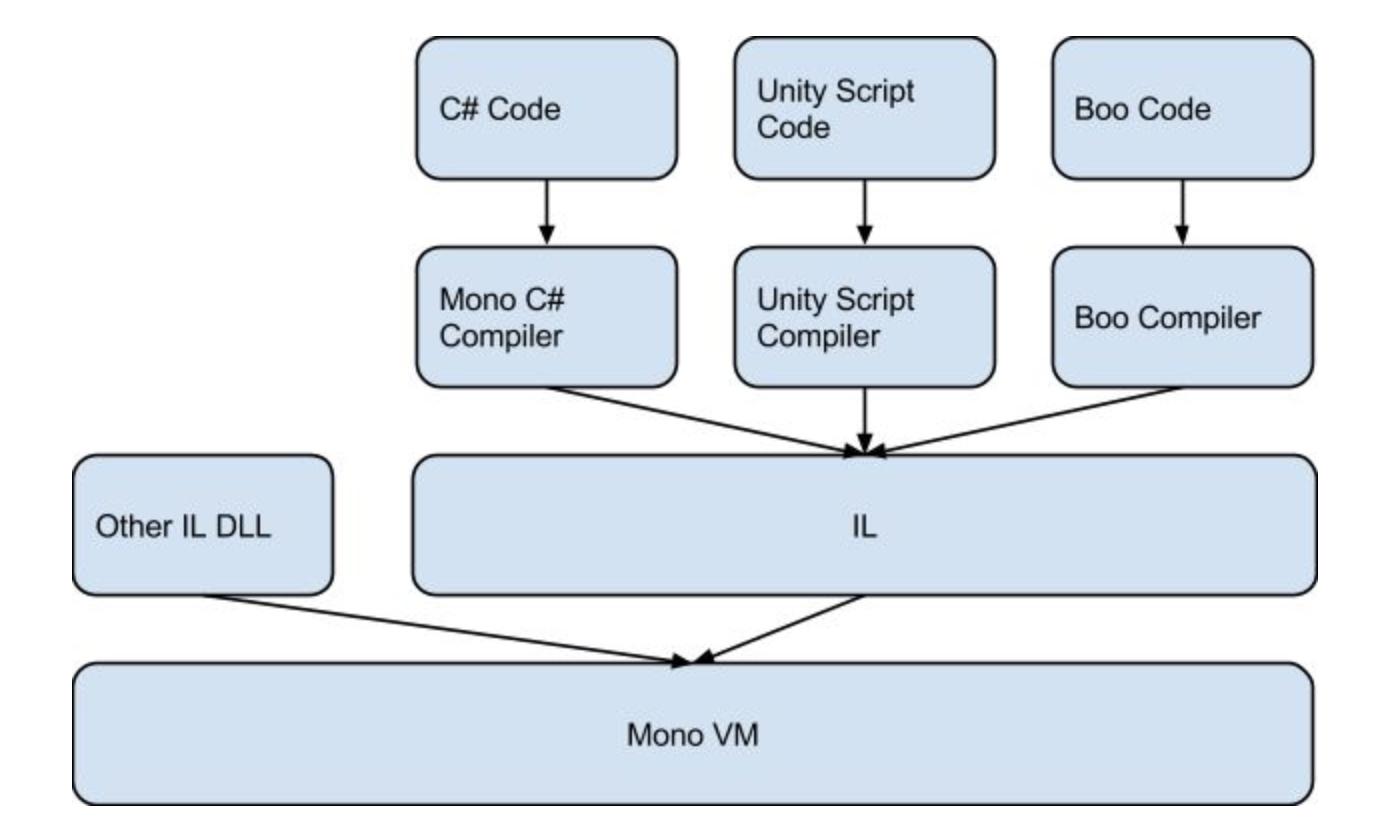 C# Code
Unity Script
Code
Boo Code
Mono C#
Compiler
Unity Script
Compiler
Boo Compiler
Other IL DLL
IL
Mono VM